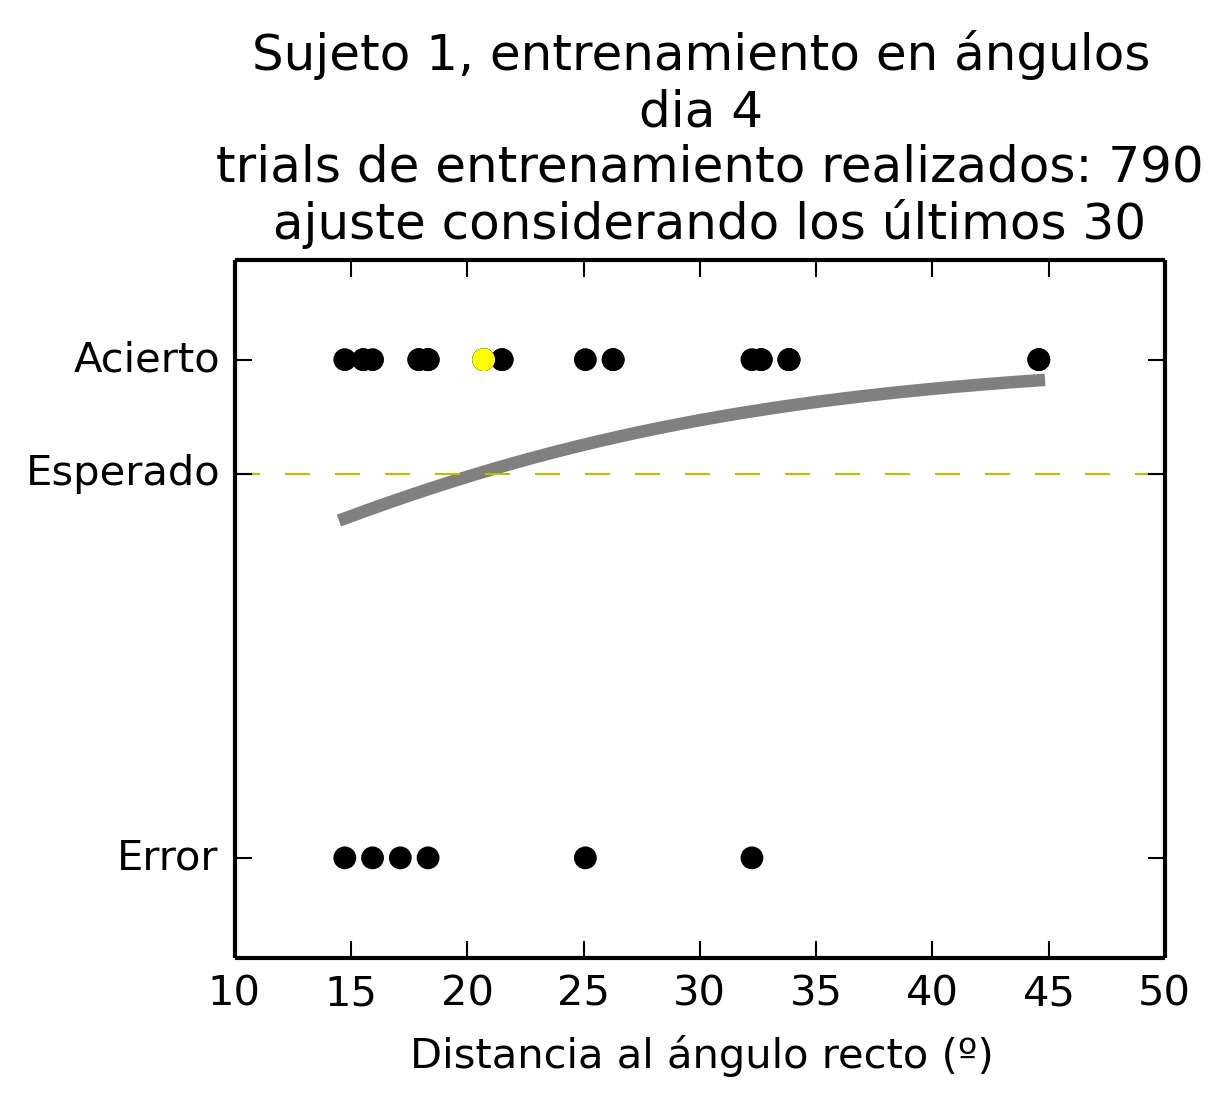 Sujeto 1, entrenamiento en ángulos
dia 4
trials de entrenamiento realizados: 790
ajuste considerando los últimos 30
Acierto
Esperado
Error
10 15 20 25 30 35 40 45 50
Distancia al ángulo recto (º)